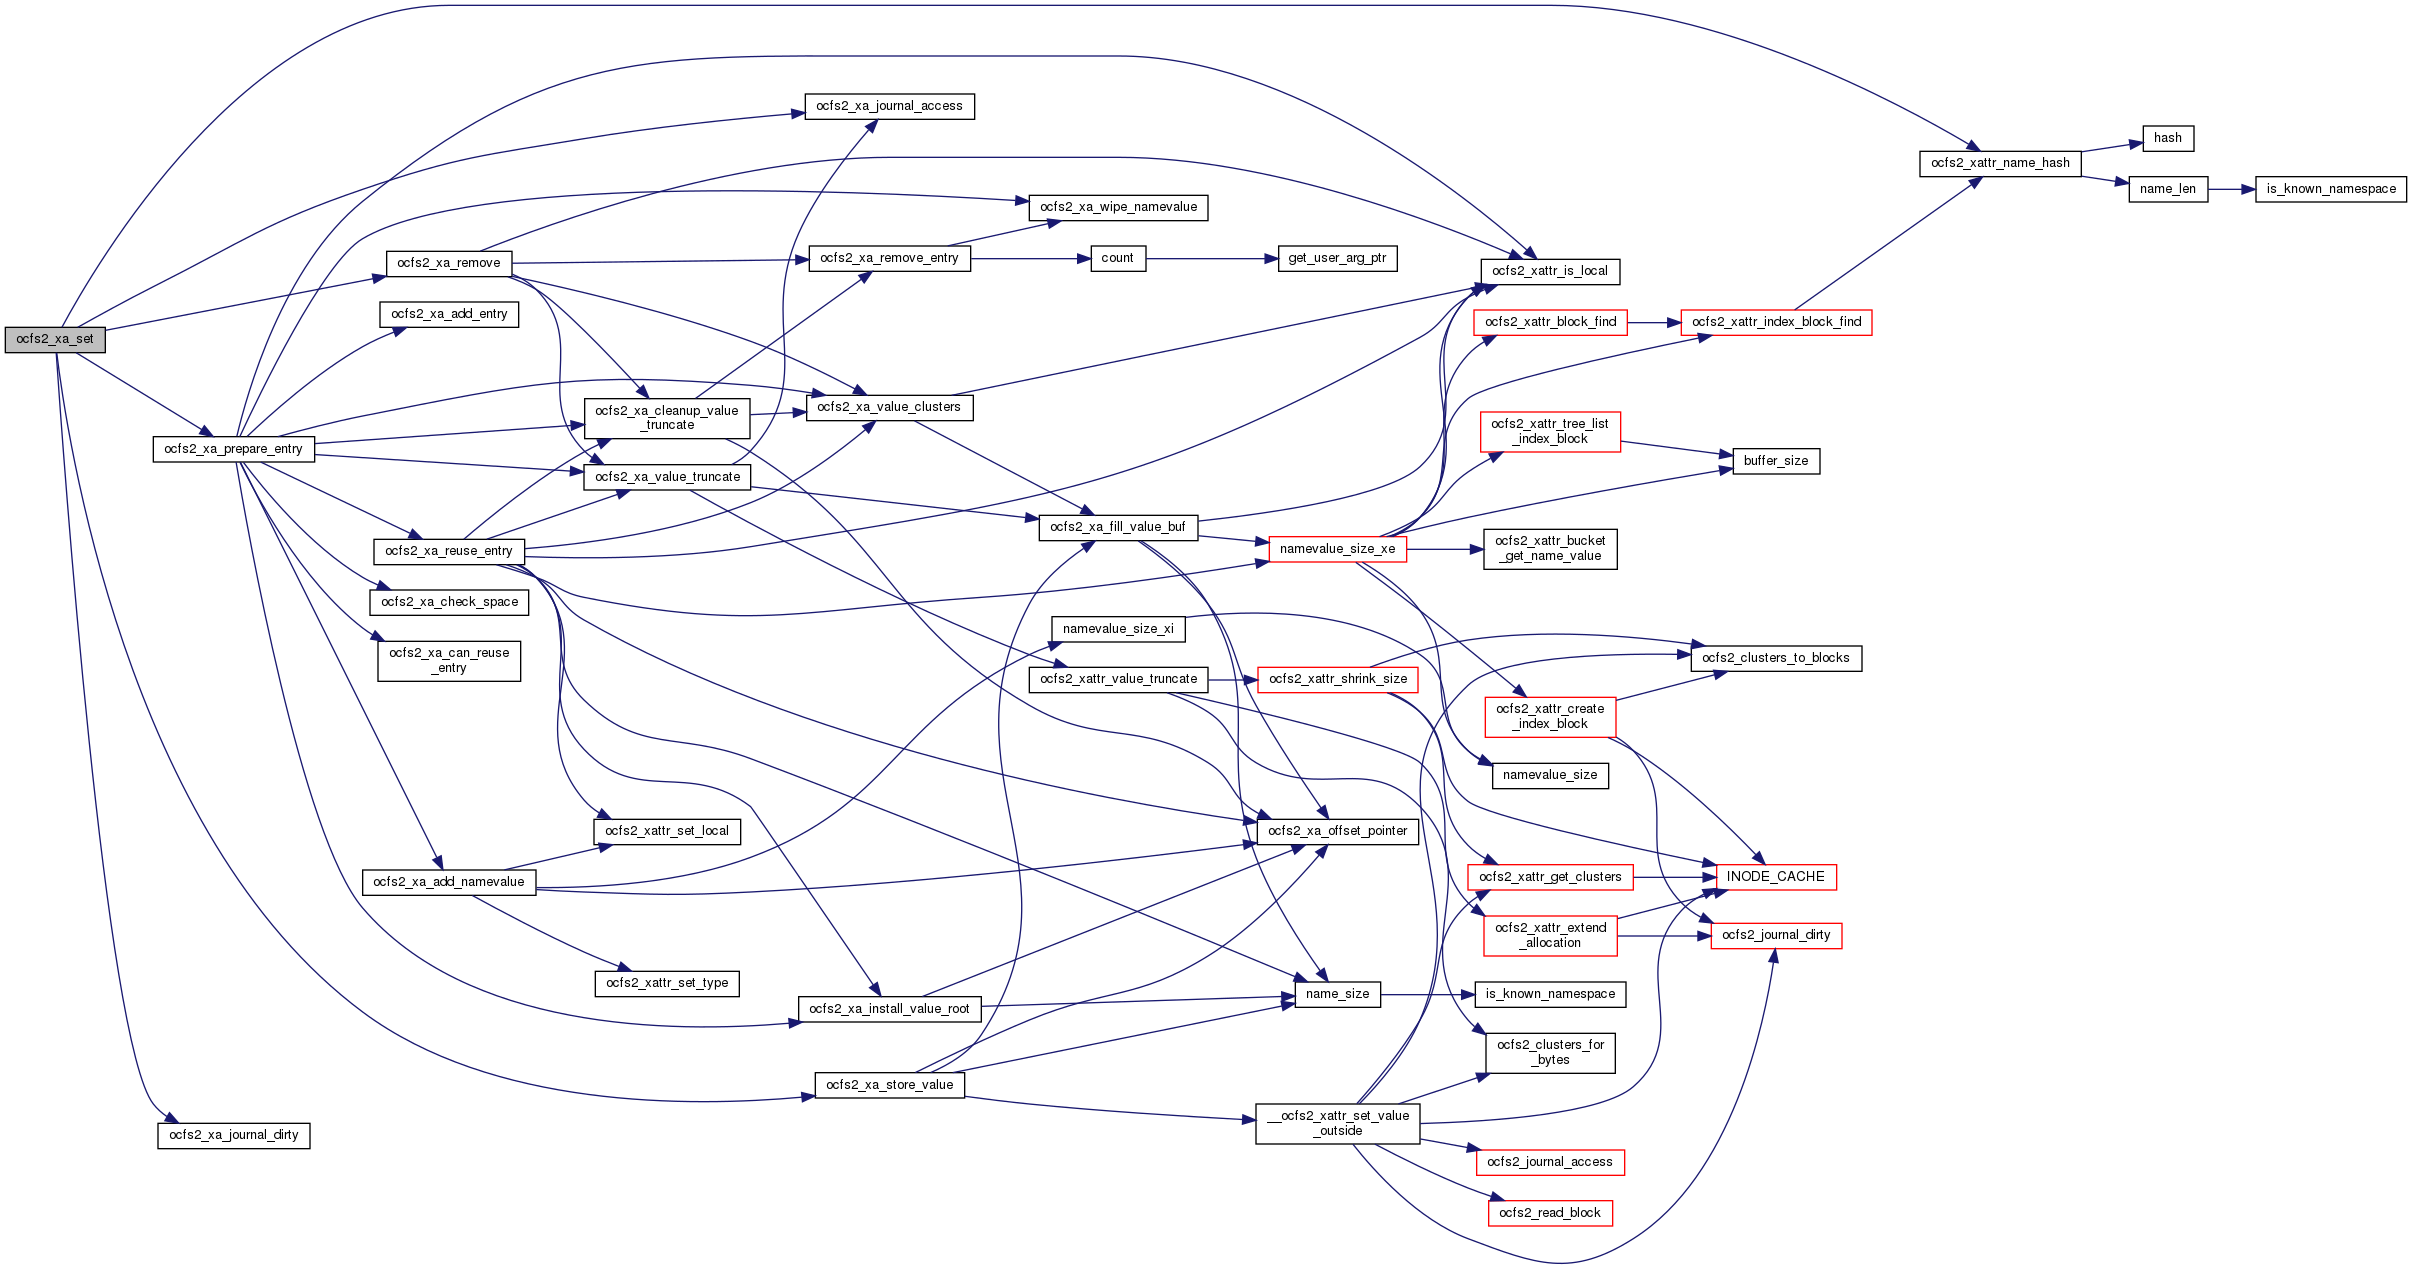 ocfs2_xa_set
ocfs2_xa_journal_access
hash
ocfs2_xattr_name_hash
name_len
is_known_namespace
ocfs2_xa_wipe_namevalue
ocfs2_xa_remove
ocfs2_xa_remove_entry
count
get_user_arg_ptr
ocfs2_xattr_is_local
ocfs2_xa_add_entry
ocfs2_xattr_block_find
ocfs2_xattr_index_block_find
ocfs2_xa_cleanup_value
_truncate
ocfs2_xa_value_clusters
ocfs2_xattr_tree_list
_index_block
ocfs2_xa_prepare_entry
buffer_size
ocfs2_xa_value_truncate
ocfs2_xa_fill_value_buf
ocfs2_xa_reuse_entry
namevalue_size_xe
ocfs2_xattr_bucket
_get_name_value
ocfs2_xa_check_space
namevalue_size_xi
ocfs2_xa_can_reuse
_entry
ocfs2_clusters_to_blocks
ocfs2_xattr_value_truncate
ocfs2_xattr_shrink_size
ocfs2_xattr_create
_index_block
namevalue_size
ocfs2_xattr_set_local
ocfs2_xa_offset_pointer
ocfs2_xa_add_namevalue
ocfs2_xattr_get_clusters
INODE_CACHE
ocfs2_xattr_extend
_allocation
ocfs2_journal_dirty
ocfs2_xattr_set_type
name_size
is_known_namespace
ocfs2_xa_install_value_root
ocfs2_clusters_for
_bytes
ocfs2_xa_store_value
__ocfs2_xattr_set_value
_outside
ocfs2_xa_journal_dirty
ocfs2_journal_access
ocfs2_read_block